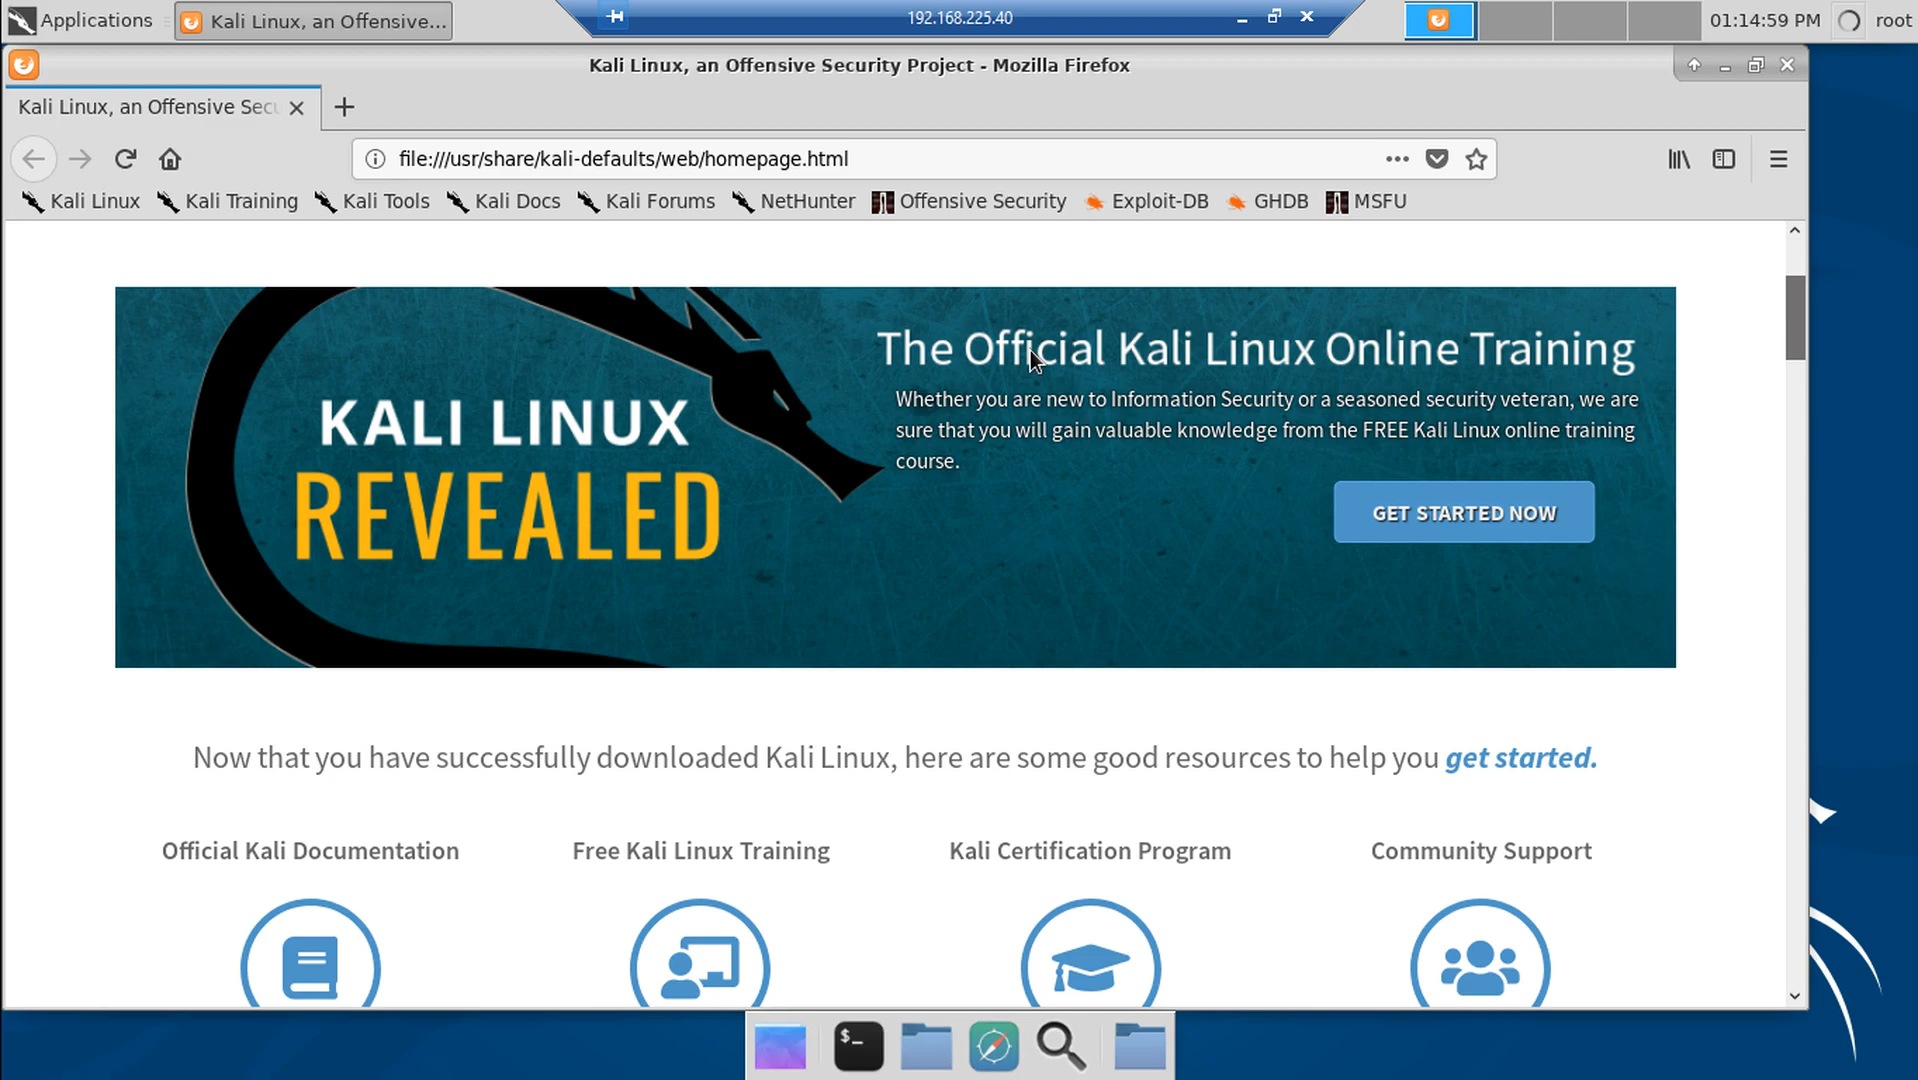 Applications
Kali Linux, an Offensive...
192.168.225.40
01:14:59 PM
root
Kali Linux, an Offensive Security Project - Mozilla Firefox
Kali Linux, an Offensive Secu
file:///usr/share/kali-defaults/web/homepage.html
Kali Linux
Kali Training
Kali Tools
Kali Docs
Kali Forums
NetHunter
Offensive Security
Exploit-DB
GHDB
MSFU
KALI LINUX
REVEALED
The Official Kali Linux Online Training
Whether you are new to Information Security or a seasoned security veteran, we are
sure that you will gain valuable knowledge from the FREE Kali Linux online training
course.
GET STARTED NOW
Now that you have successfully downloaded Kali Linux, here are some good resources to help you get started.
Official Kali Documentation
Free Kali Linux Training
Kali Certification Program
Community Support
$_